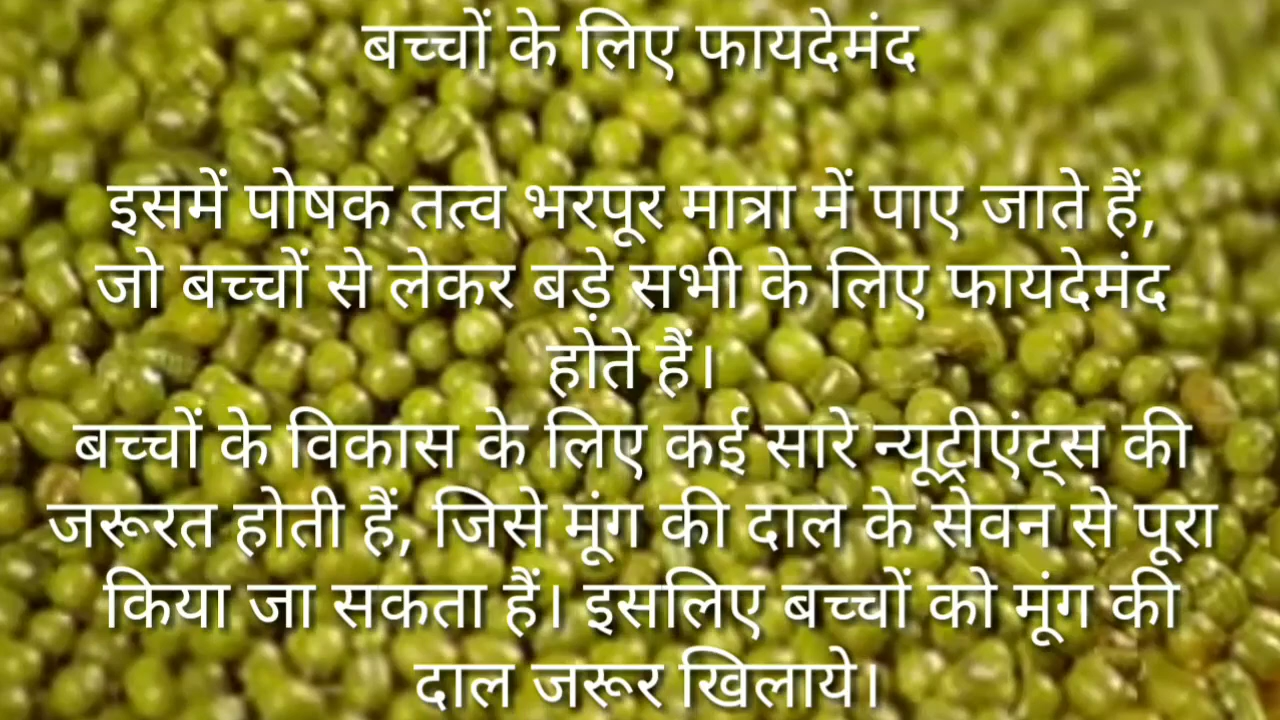 बच्चों के लिए फायदेमंद
इसमें पोषक तत्व भरपूर मात्रा में पाए जाते हैं,
जो बच्चों से लेकर बड़े सभी के लिए फायदेमंद
होते हैं।
बच्चों के विकास के लिए कई सारे न्यूट्रीएंट्स की
जरूरत होती हैं, जिसे मूंग की दाल के सेवन से पूरा
किया जा सकता हैं। इसलिए बच्चों को मूंग की
दाल जरूर खिलाये।